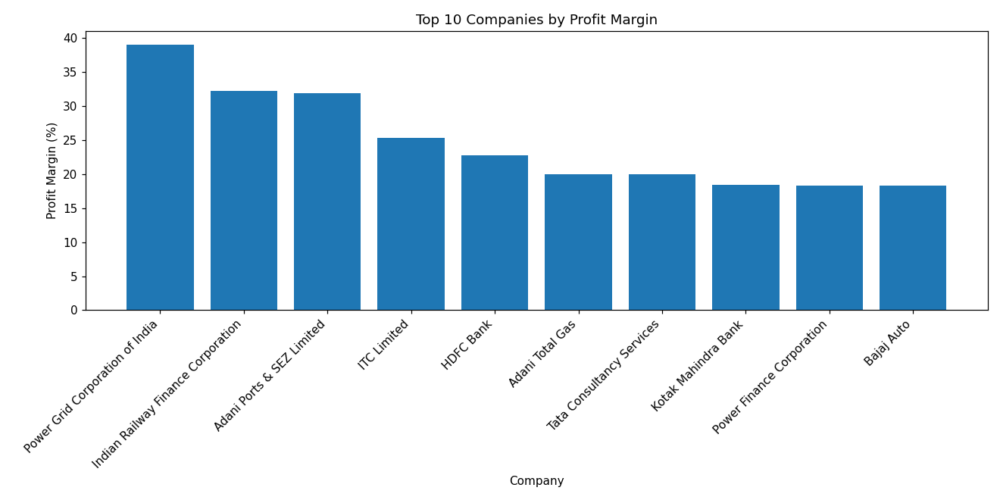 Top 10 Companies by Profit Margin
Profit Margin (%)
40
35
30
25
20
15
10
5
0
Power Grid Corporation of India
Indian Railway Finance Corporation
Adani Ports & SEZ Limited
ITC Limited
HDFC Bank
Adani Total Gas
Tata Consultancy Services
Kotak Mahindra Bank
Power Finance Corporation
Bajaj Auto
Company